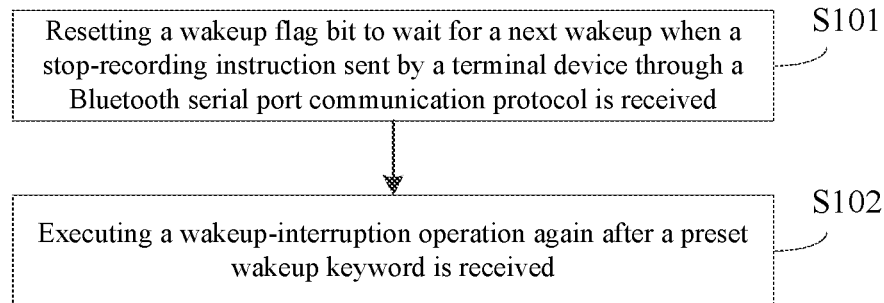 Resetting a wakeup flag bit to wait for a next wakeup when a
stop-recording instruction sent by a terminal device through a
Bluetooth serial port communication protocol is received
S101
Executing a wakeup-interruption operation again after a preset
wakeup keyword is received
S102